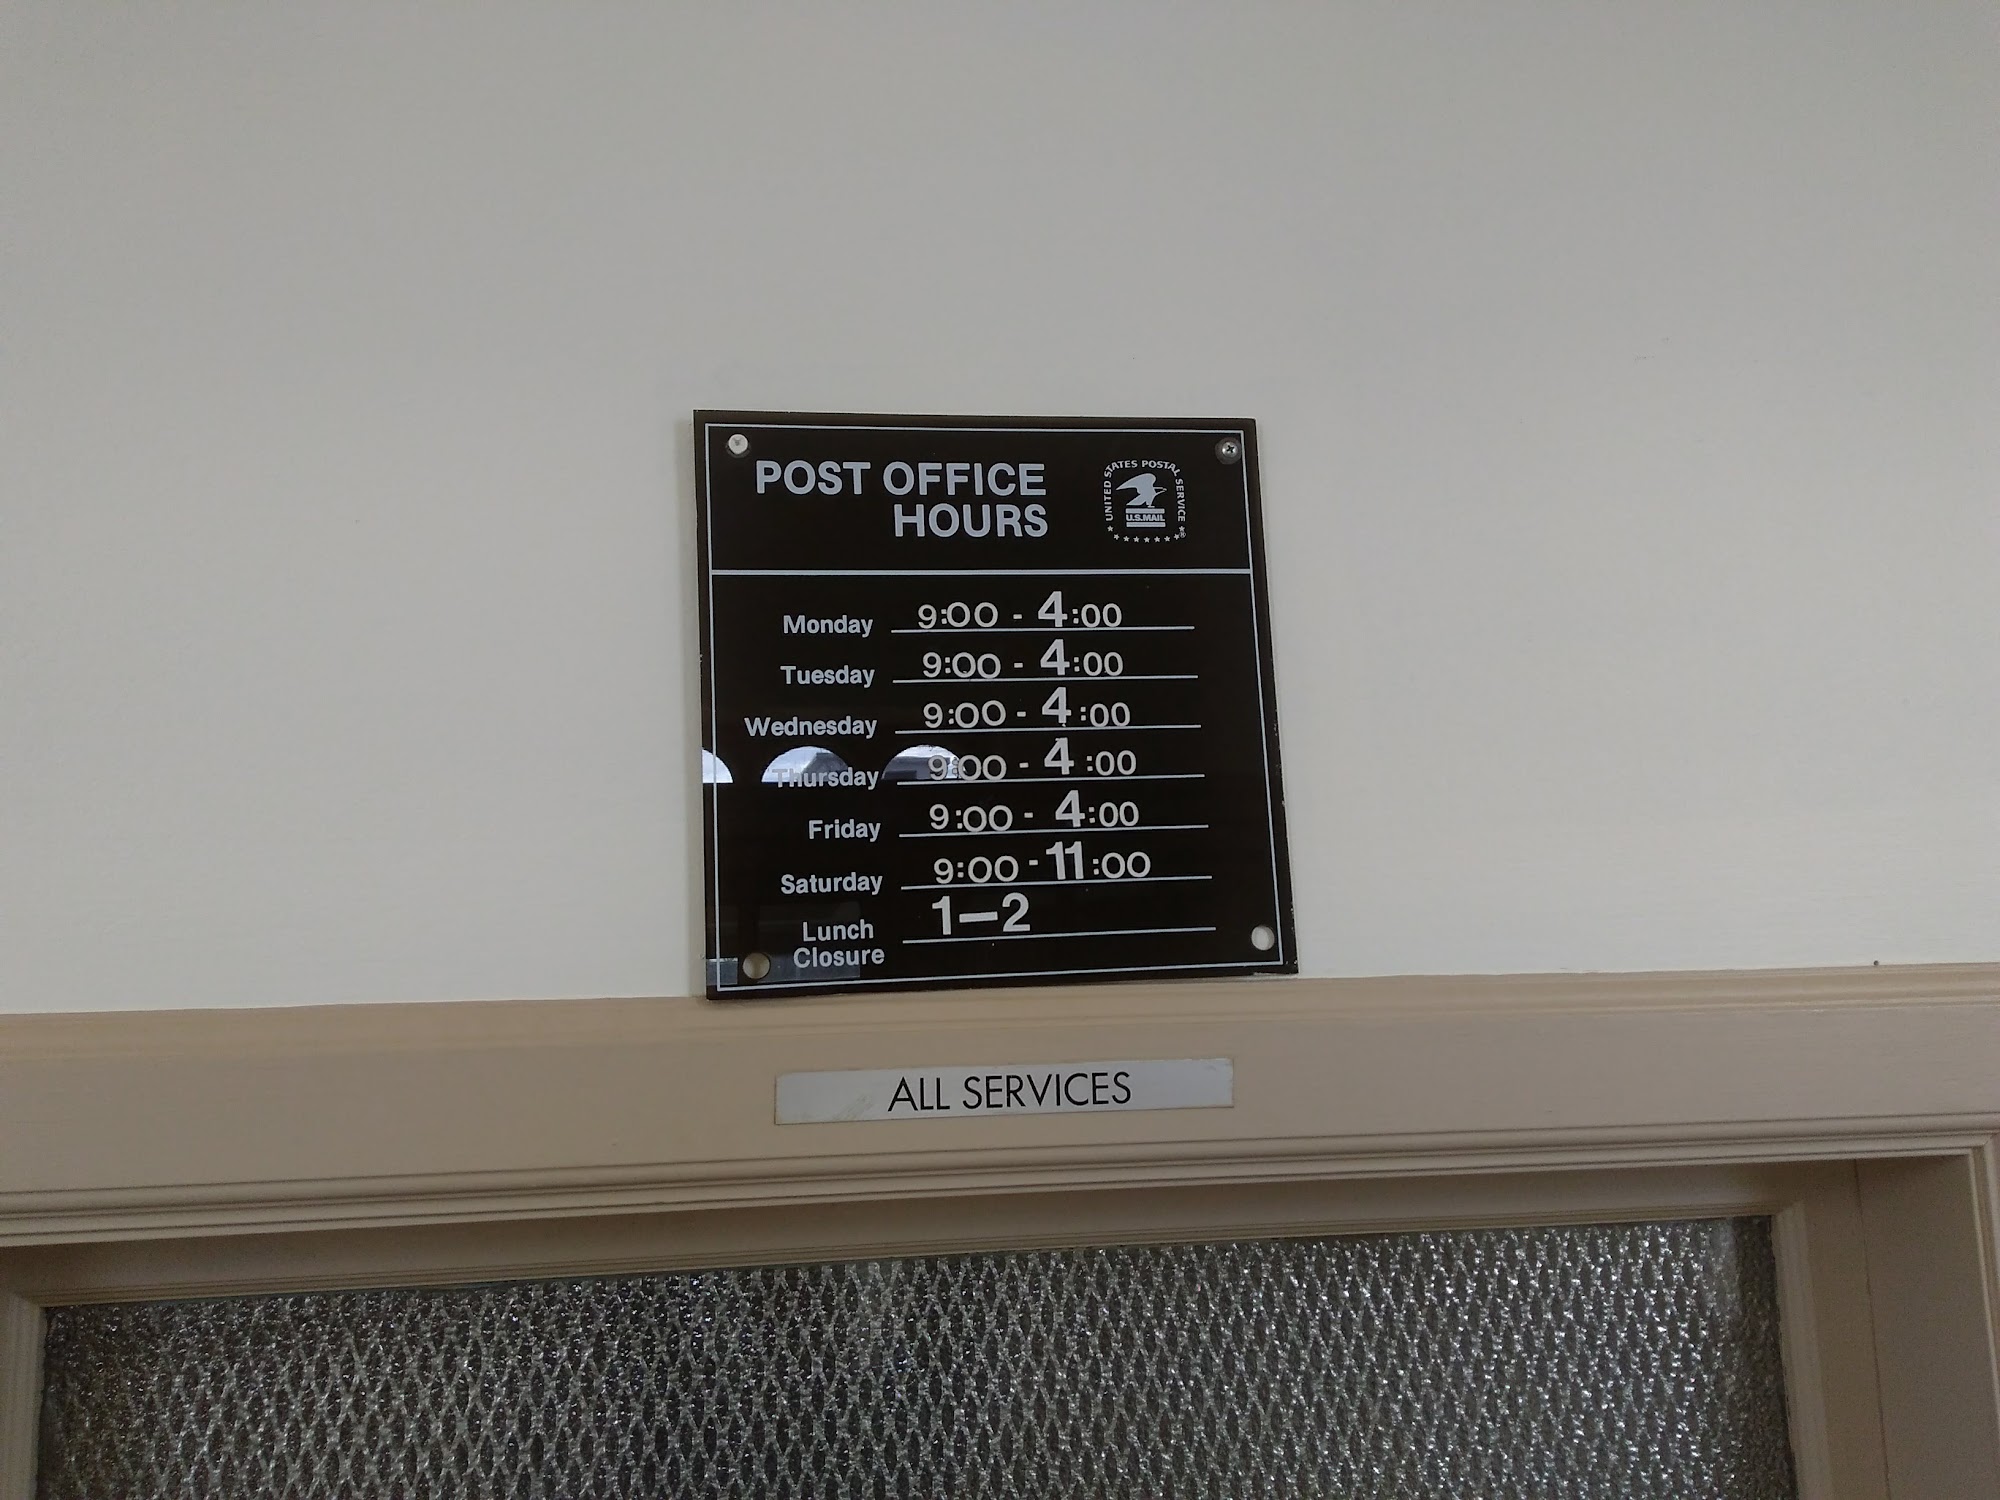 POST OFFICE
HOURS
UNITED STATES POSTAL SERVICE
U.S.MAIL
Monday 9:00 - 4:00
Tuesday 9:00 - 4:00
Wednesday 9:00 - 4:00
Thursday 9:00 - 4:00
Friday 9:00 - 4:00
Saturday 9:00 - 11:00
Lunch Closure 1—2
ALL SERVICES